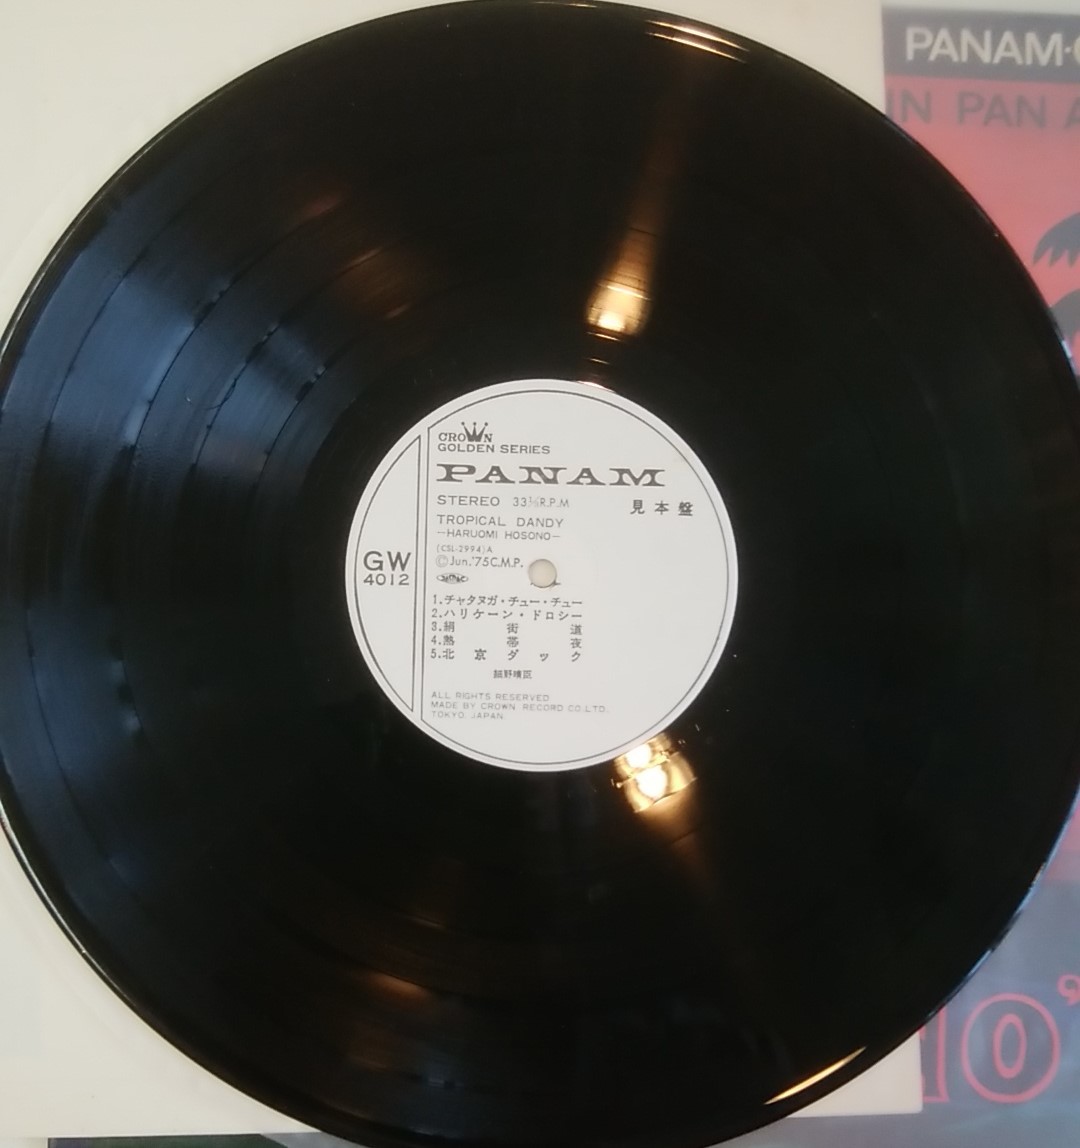 CROWN
GOLDEN SERIES
PANAM
STEREO 33⅓R.P.M
見本盤
TROPICAL DANDY
—HARUOMI HOSONO—
(CSL-2994)A
Ⓒ Jun.'75 C.M.P.
GW
4012
1.チャタヌガ・チュー・チュー
2.ハリケーン・ドロシー
3.絹街道
4.熱帯夜
5.北京ダック
細野晴臣
ALL RIGHTS RESERVED
MADE BY CROWN RECORD CO.LTD.
TOKYO, JAPAN
PANAM·
IN PAN